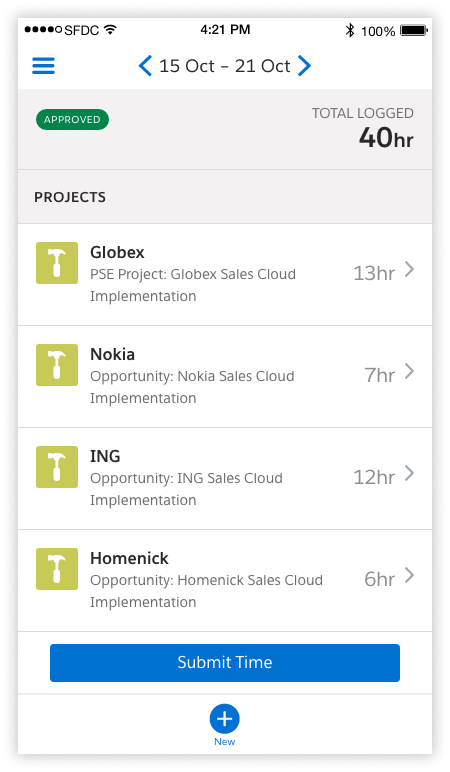 SFDC 4:21 PM 100%
15 Oct – 21 Oct
APPROVED
TOTAL LOGGED
40hr
PROJECTS
Globex
PSE Project: Globex Sales Cloud
Implementation
13hr
Nokia
Opportunity: Nokia Sales Cloud
Implementation
7hr
ING
Opportunity: ING Sales Cloud
Implementation
12hr
Homenick
Opportunity: Homenick Sales Cloud
Implementation
6hr
Submit Time
New